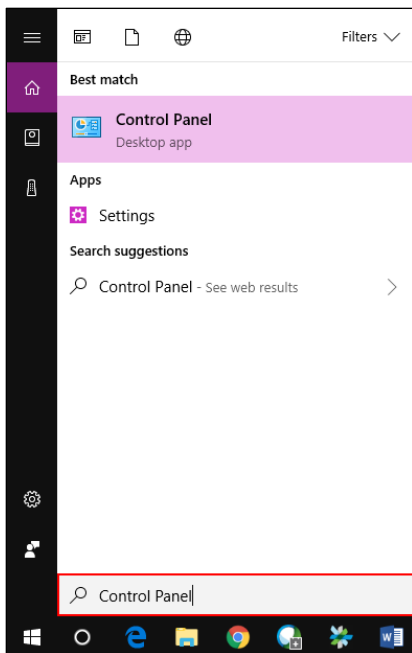 Filters
Best match
Control Panel
Desktop app
Apps
Settings
Search suggestions
Control Panel - See web results
Control Panel